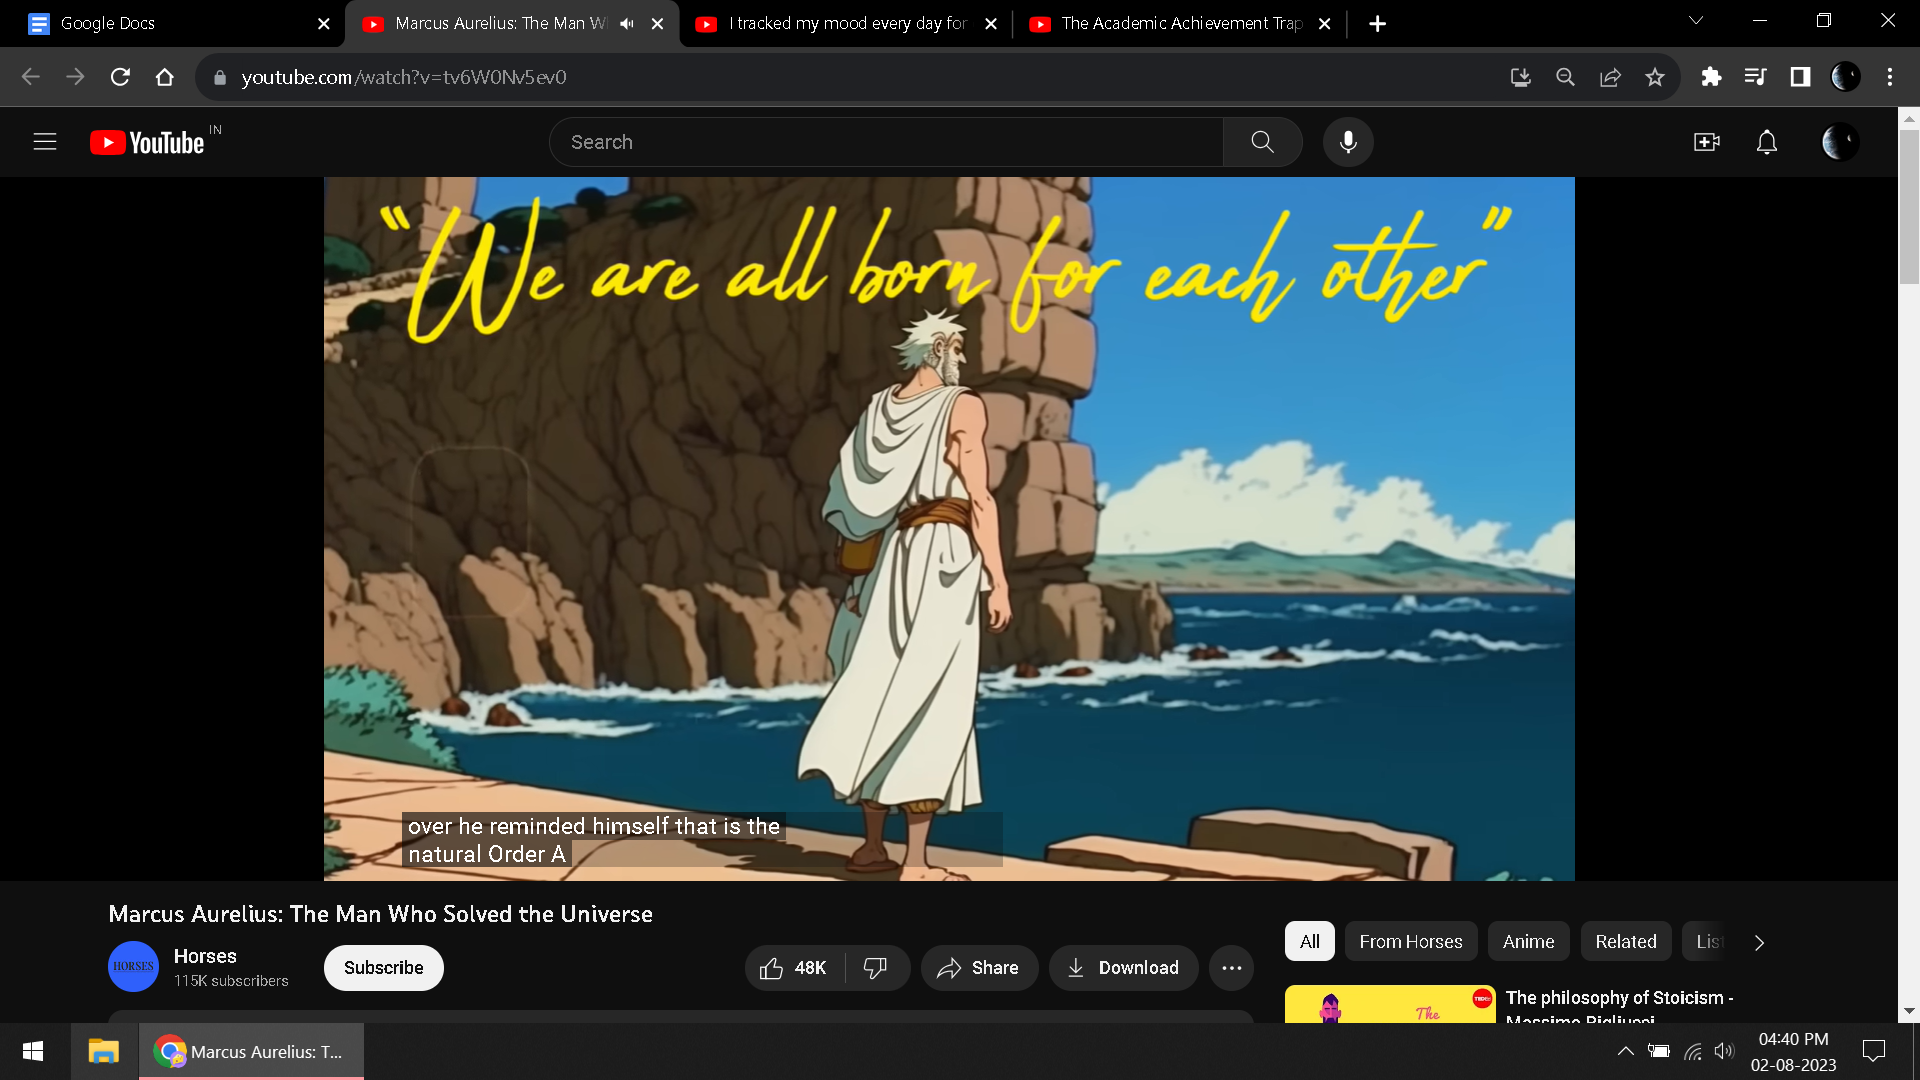 Google Docs
Marcus Aurelius: The Man W
I tracked my mood every day for
The Academic Achievement Trap
youtube.com/watch?v=tv6W0Nv5ev0
YouTube IN
Search
“We are all born for each other”
over he reminded himself that is the
natural Order A
Marcus Aurelius: The Man Who Solved the Universe
HORSES
Horses
115K subscribers
Subscribe
48K
Share
Download
All
From Horses
Anime
Related
List
The
The philosophy of Stoicism -
Massimo Pigliucci
Marcus Aurelius: T...
04:40 PM
02-08-2023